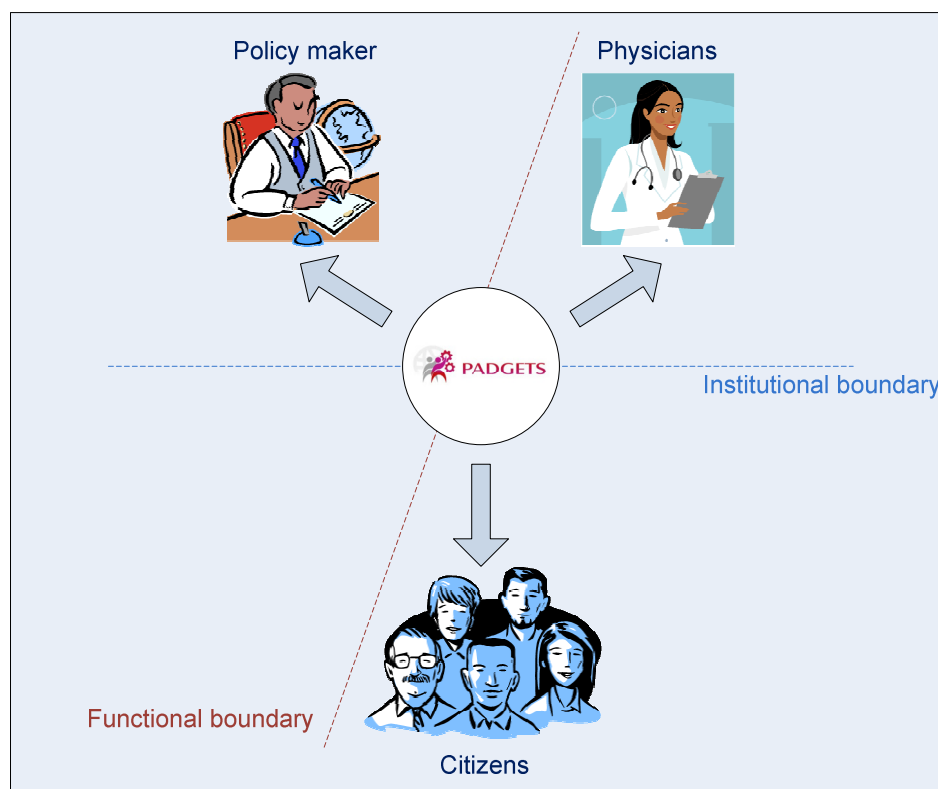 Policy maker
Physicians
PADGETS
Institutional boundary
Functional boundary
Citizens